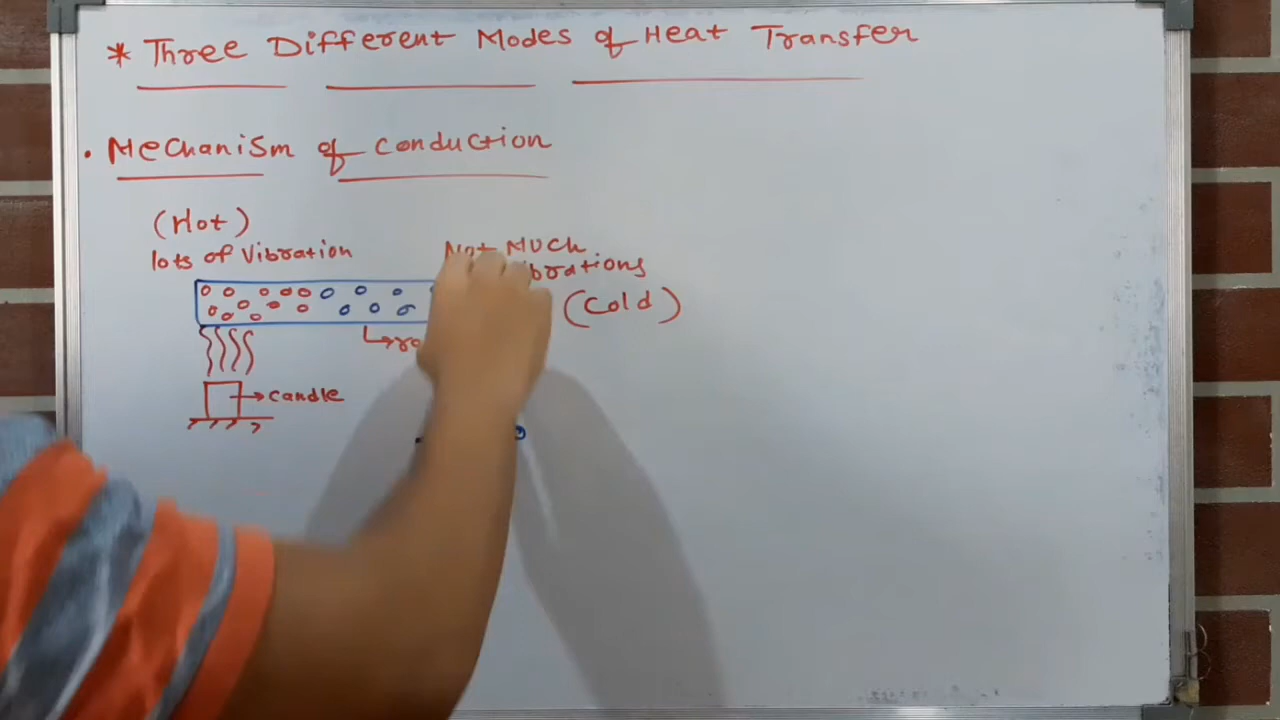 * Three Different Modes of Heat Transfer
• Mechanism of conduction
(Hot)
lots of Vibration
Not Much
(Cold)
candle